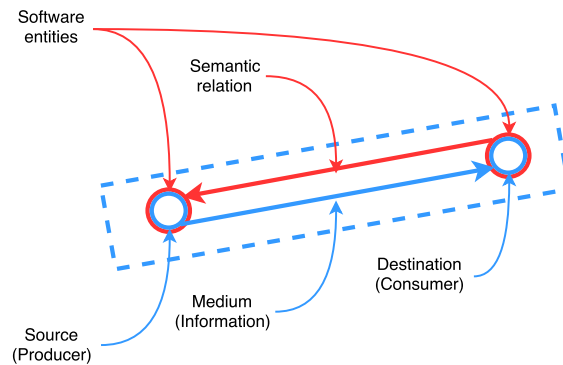 Software
entities
Semantic
relation
Destination
(Consumer)
Medium
(Information)
Source
(Producer)